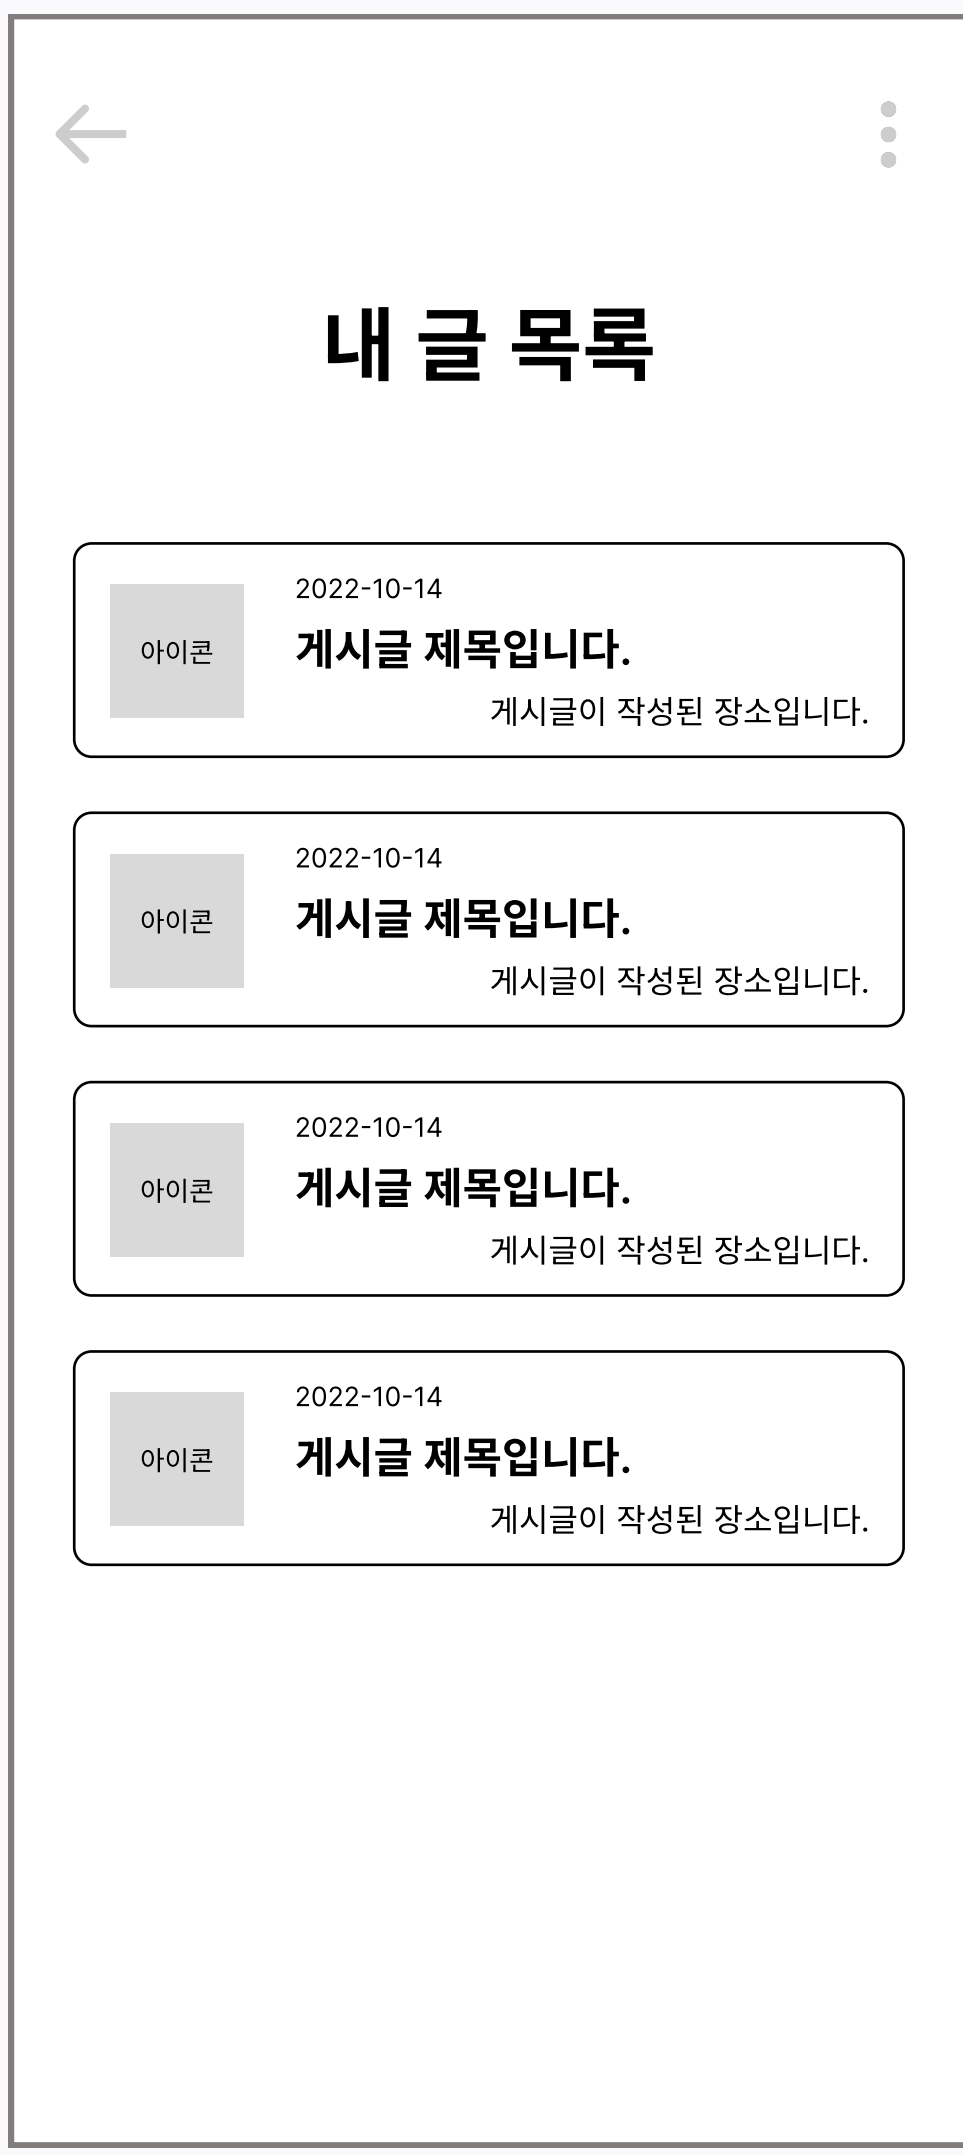 내 글 목록
2022-10-14
아이콘
게시글 제목입니다.
게시글이 작성된 장소입니다.
2022-10-14
아이콘
게시글 제목입니다.
게시글이 작성된 장소입니다.
2022-10-14
아이콘
게시글 제목입니다.
게시글이 작성된 장소입니다.
2022-10-14
아이콘
게시글 제목입니다.
게시글이 작성된 장소입니다.